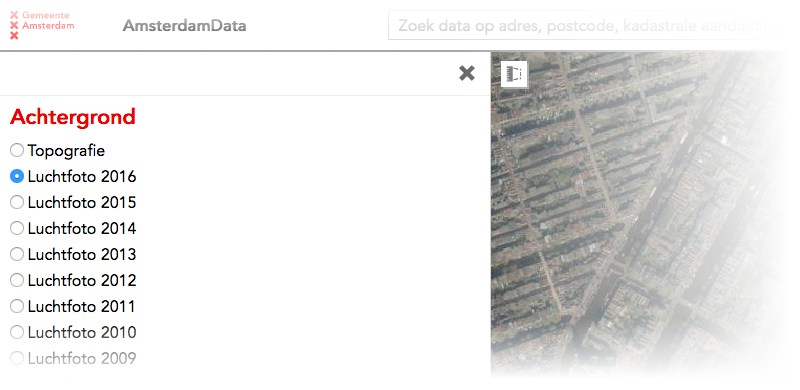 Gemeente
Amsterdam
AmsterdamData
Zoek data op adres, postcode, kadastrale aanduiding
Achtergrond
Topografie
Luchtfoto 2016
Luchtfoto 2015
Luchtfoto 2014
Luchtfoto 2013
Luchtfoto 2012
Luchtfoto 2011
Luchtfoto 2010
Luchtfoto 2009